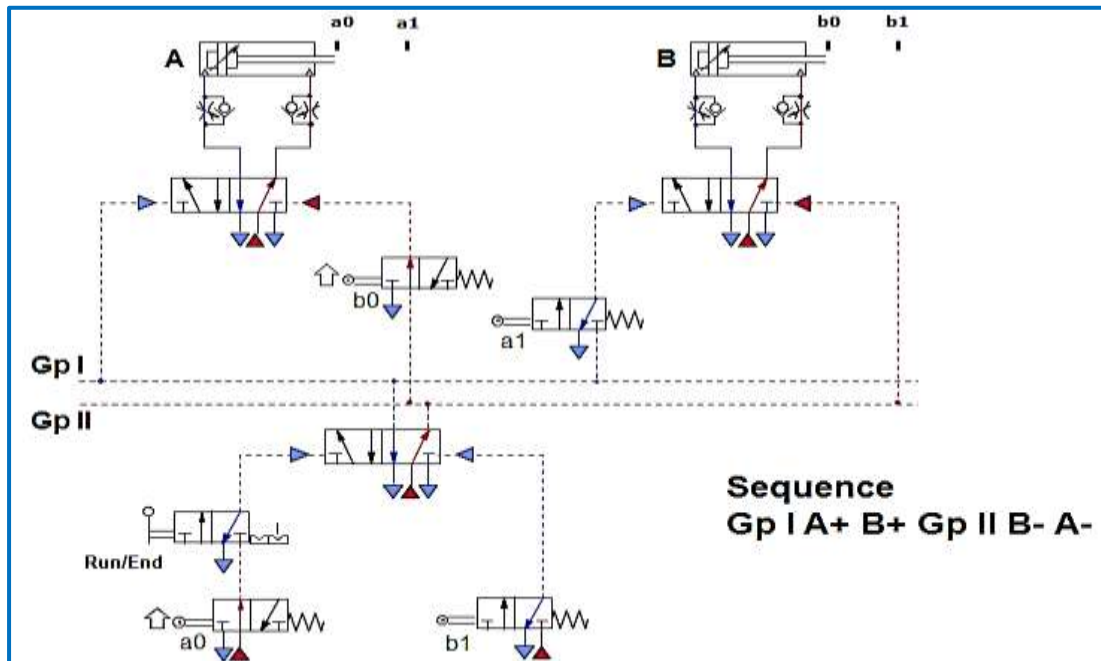 a0 a1 b0 b1
A B
b0
a1
Gp I
Gp II
Sequence
Gp I A+ B+ Gp II B- A-
Run/End
a0
b1